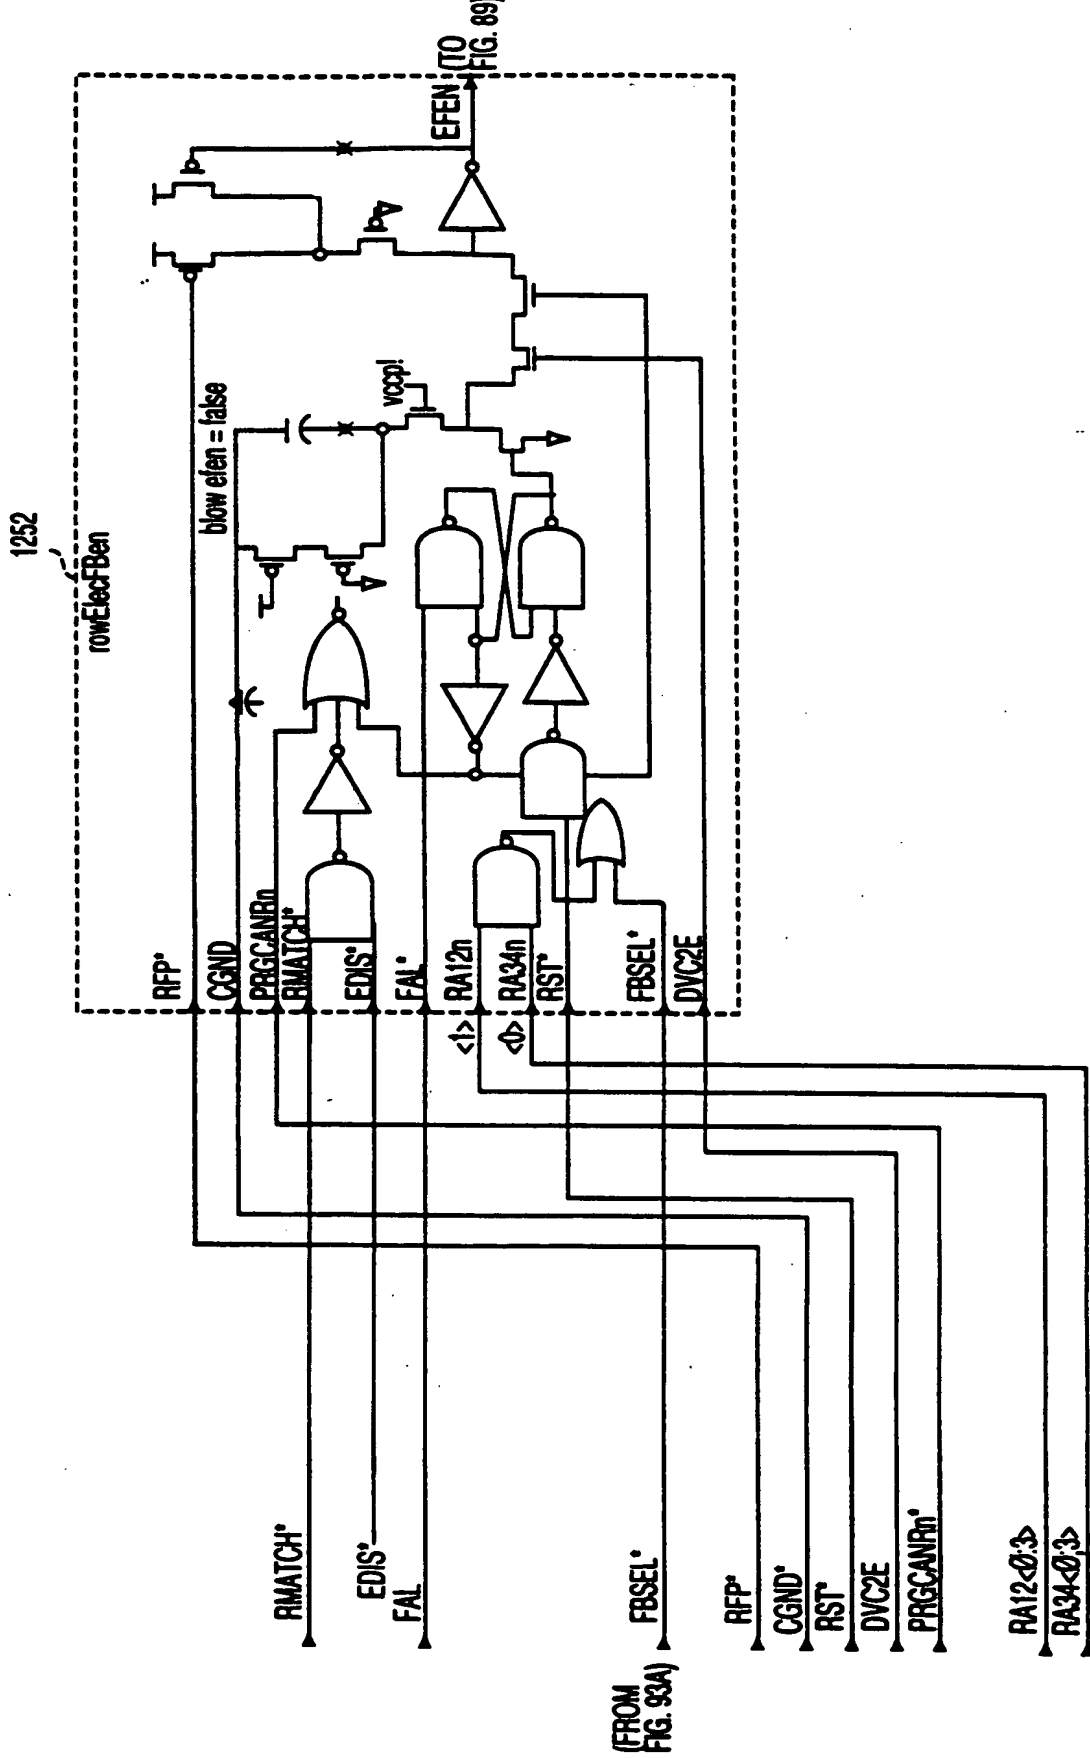 1252
rowElecFBen
RFP*
CGND
PRGCANRn
RMATCH*
EDIS*
FAL*
RA12n
<1>
RA34n
<0>
RST*
FBSEL*
DVC2E
blow efen = false
vccp!
EFEN
(TO
FIG. 89)
RMATCH*
EDIS*
FAL
FBSEL*
(FROM
FIG. 93A)
RFP*
CGND*
RST*
DVC2E
PRGCANRn*
RA12<0:3>
RA34<0:3>